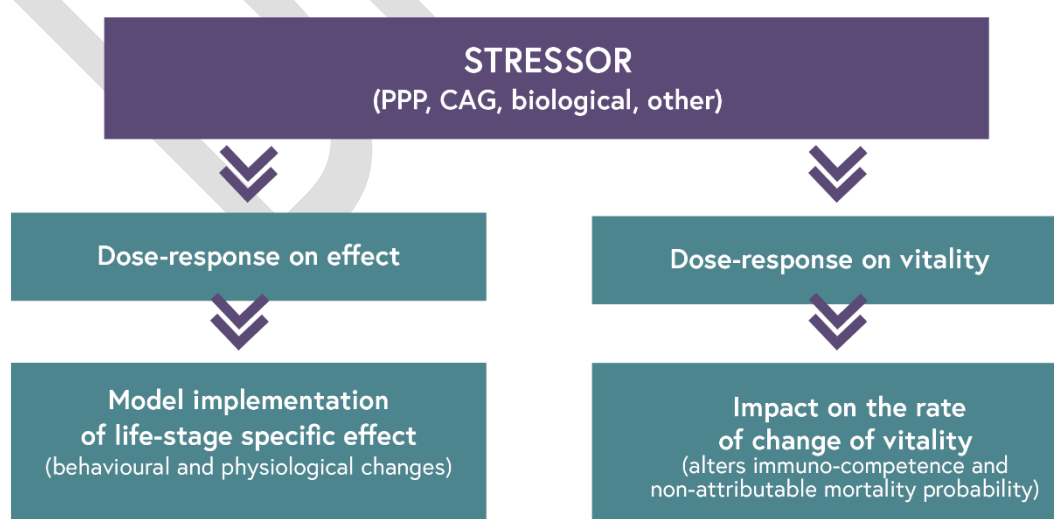 STRESSOR
(PPP, CAG, biological, other)
Dose-response on effect
Dose-response on vitality
Model implementation
of life-stage specific effect
(behavioural and physiological changes)
Impact on the rate
of change of vitality
(alters immuno-competence and
non-attributable mortality probability)